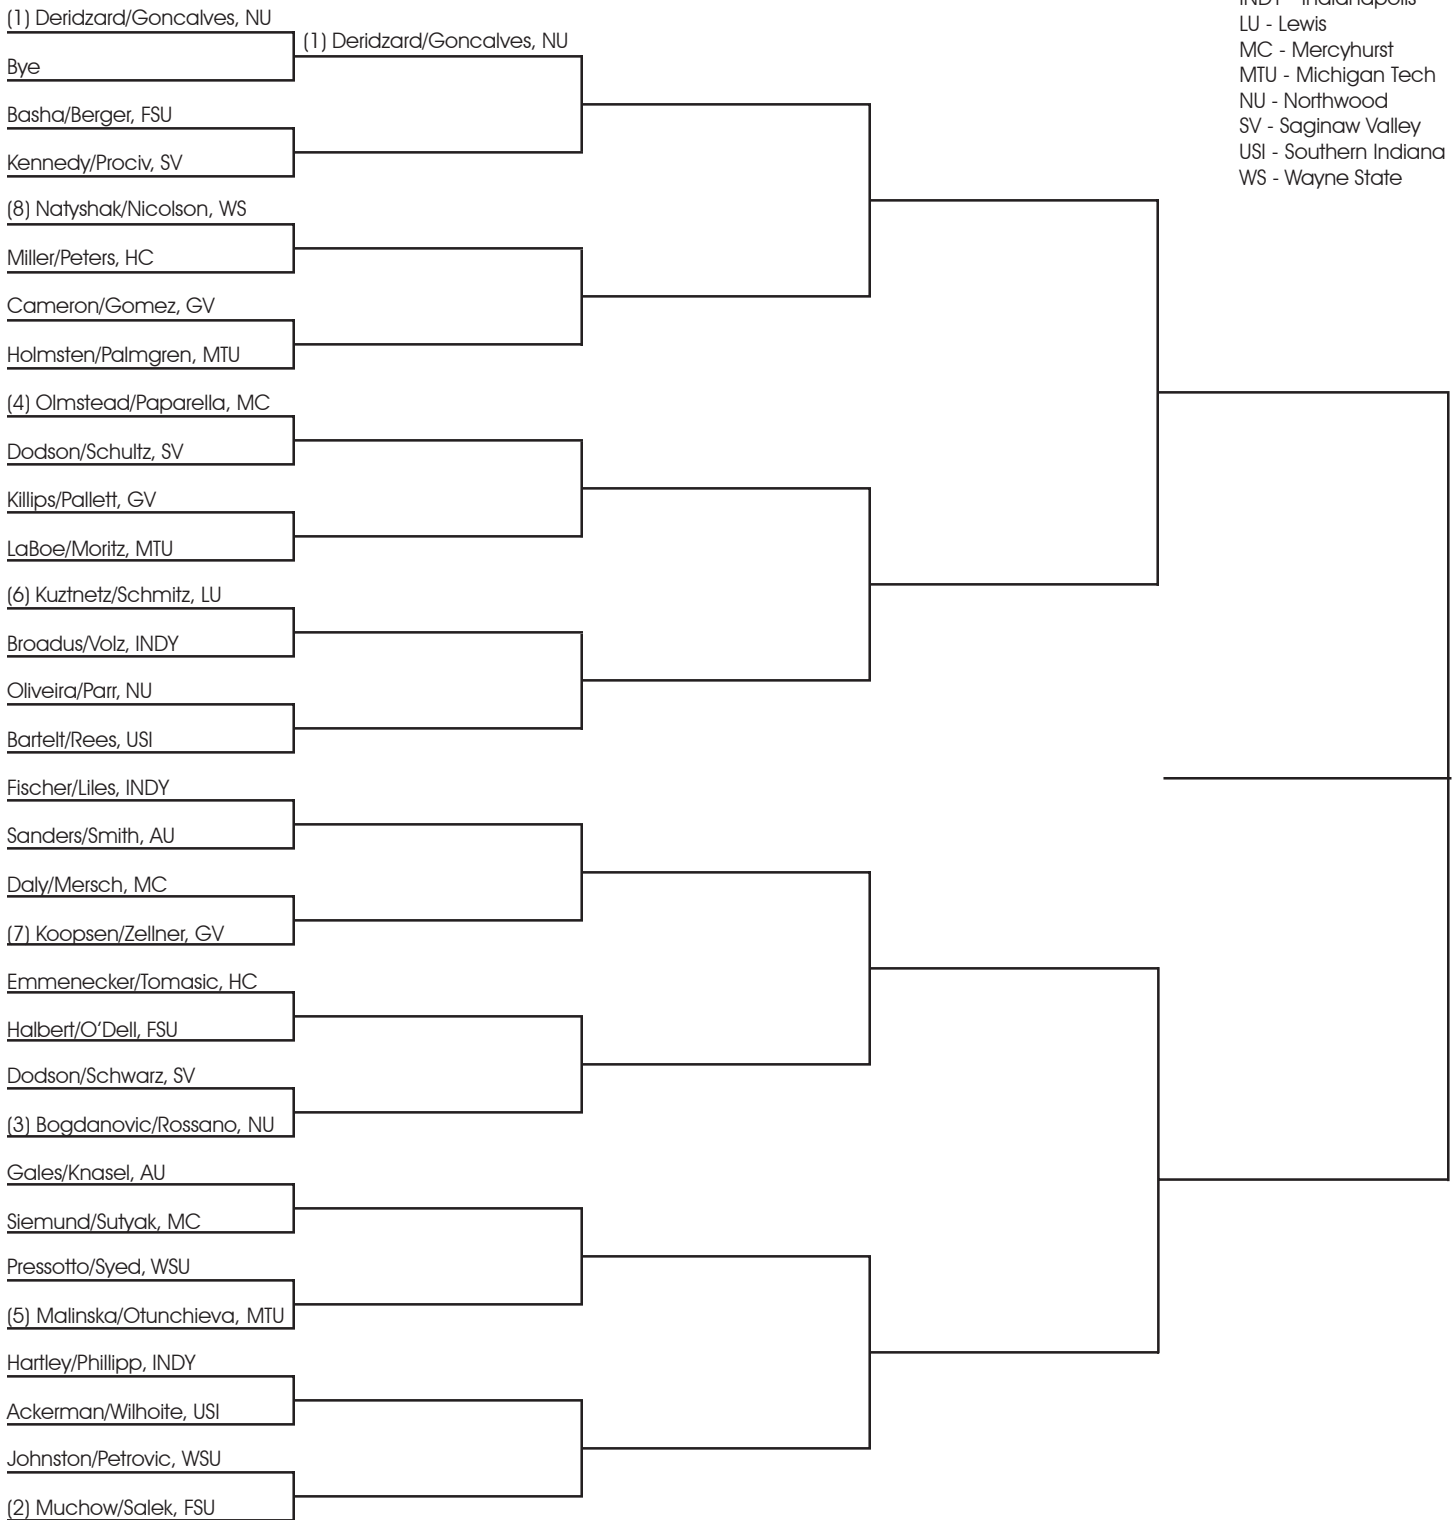 (1) Deridzard/Goncalves, NU
Bye
Basha/Berger, FSU
Kennedy/Prociv, SV
(8) Natyshak/Nicolson, WS
Miller/Peters, HC
Cameron/Gomez, GV
Holmsten/Palmgren, MTU
(4) Olmstead/Paparella, MC
Dodson/Schultz, SV
Killips/Pallett, GV
LaBoe/Moritz, MTU
(6) Kuztnetz/Schmitz, LU
Broadus/Volz, INDY
Oliveira/Parr, NU
Bartelt/Rees, USI
Fischer/Liles, INDY
Sanders/Smith, AU
Daly/Mersch, MC
(7) Koopsen/Zellner, GV
Emmenecker/Tomasic, HC
Halbert/O'Dell, FSU
Dodson/Schwarz, SV
(3) Bogdanovic/Rossano, NU
Gales/Knasel, AU
Siemund/Sutyak, MC
Pressotto/Syed, WSU
(5) Malinska/Otunchieva, MTU
Hartley/Phillipp, INDY
Ackerman/Wilhoite, USI
Johnston/Petrovic, WSU
(2) Muchow/Salek, FSU
(1) Deridzard/Goncalves, NU
INDY - Indianapolis
LU - Lewis
MC - Mercyhurst
MTU - Michigan Tech
NU - Northwood
SV - Saginaw Valley
USI - Southern Indiana
WS - Wayne State